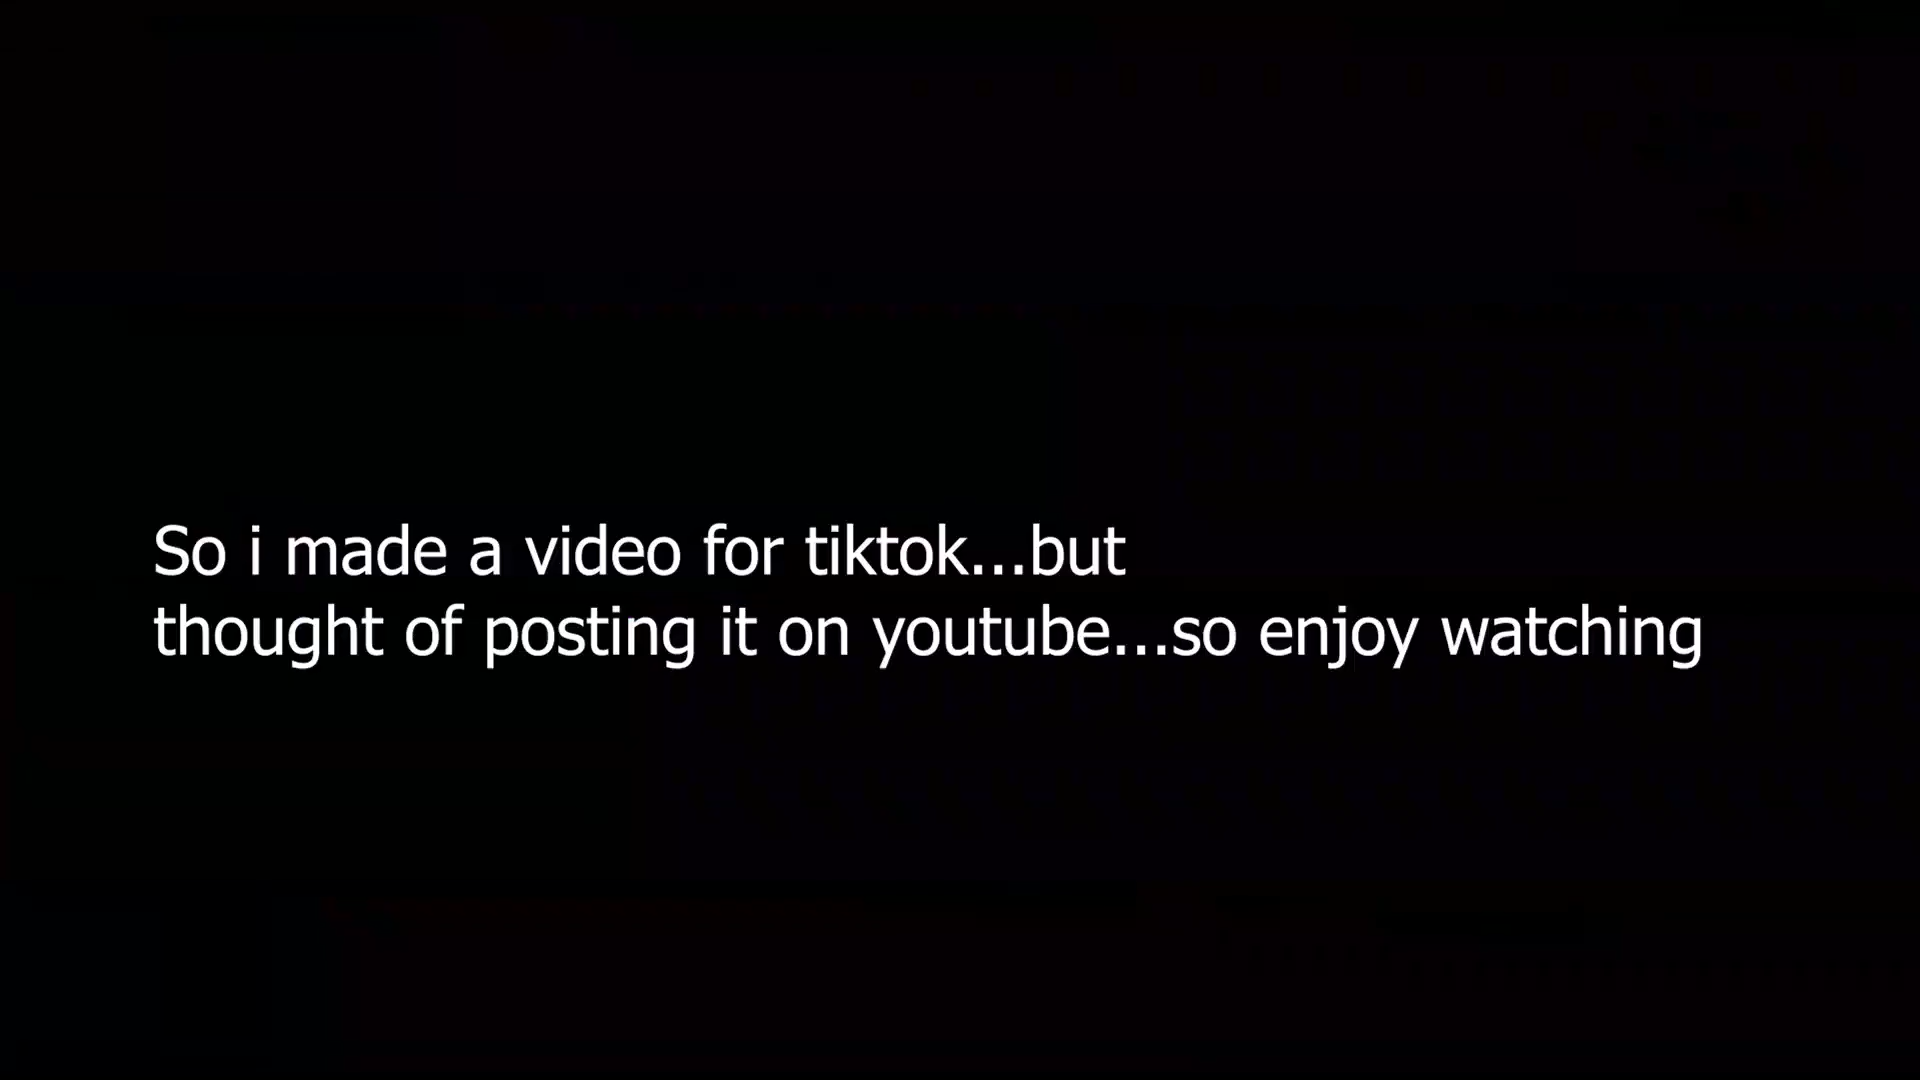 So i made a video for tiktok...but
thought of posting it on youtube...so enjoy watching